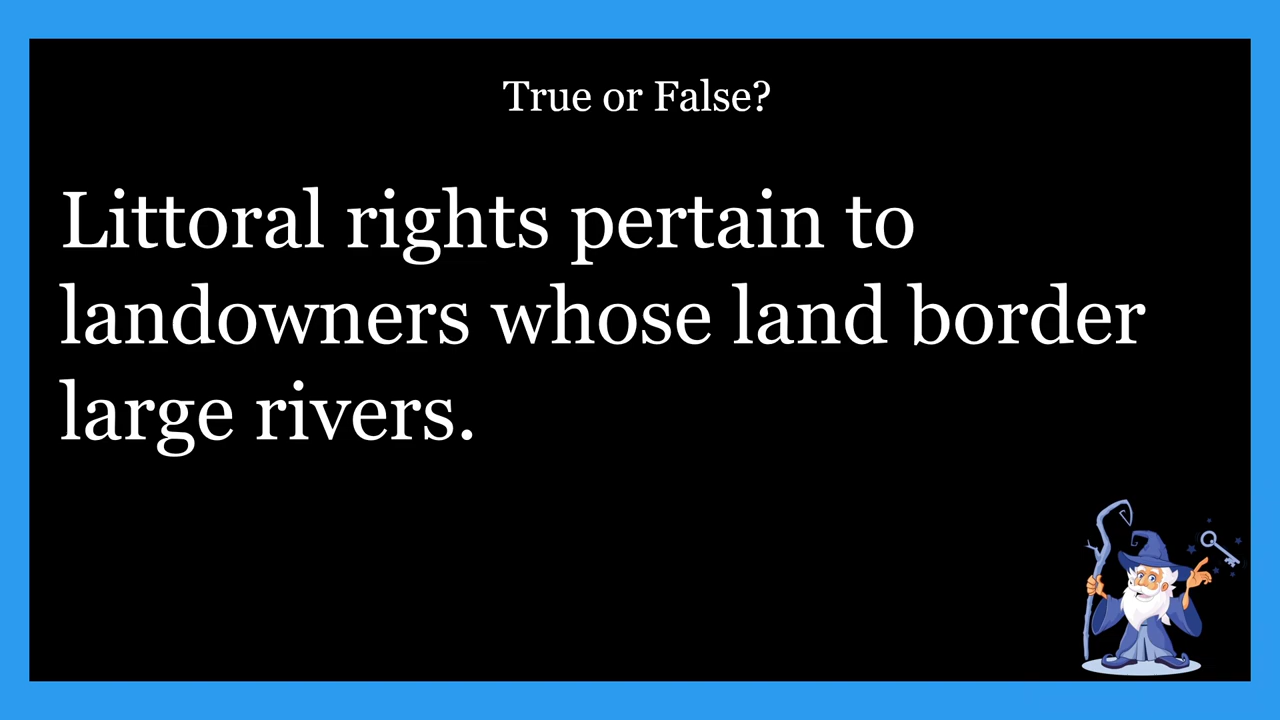 True or False?
Littoral rights pertain to
landowners whose land border
large rivers.